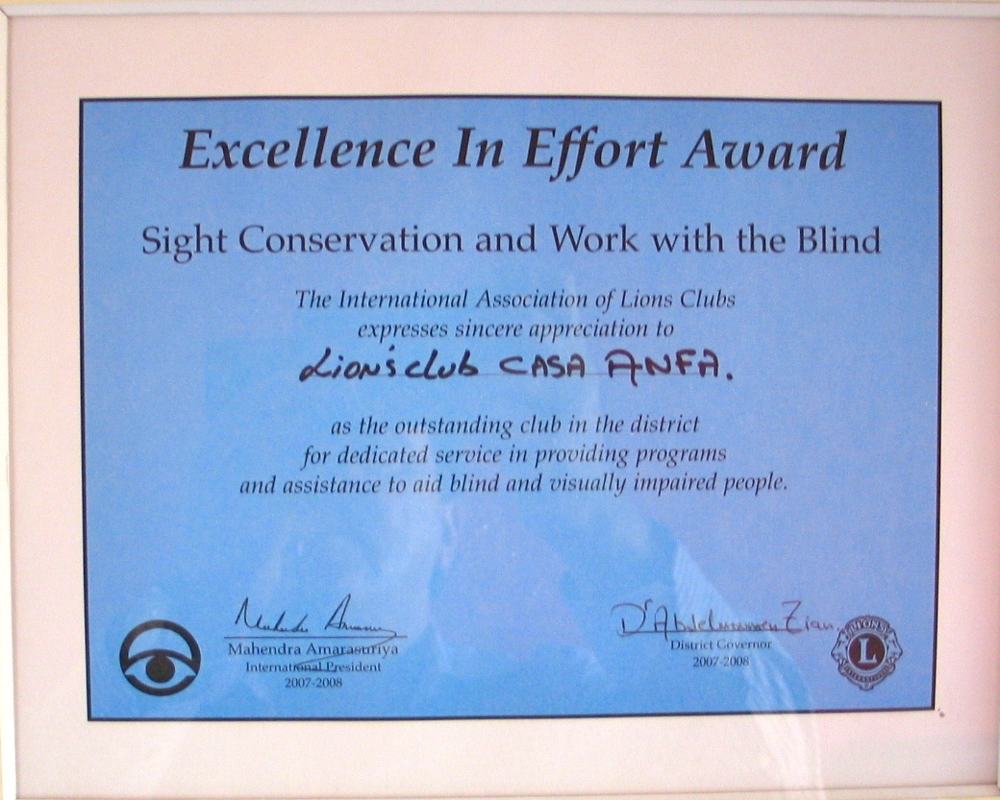 Excellence In Effort Award
Sight Conservation and Work with the Blind
The International Association of Lions Clubs
expresses sincere appreciation to
Lion's club CASA ANFA.
as the outstanding club in the district
for dedicated service in providing programs
and assistance to aid blind and visually impaired people.
Mahendra Amarasuriya
International President
2007-2008
Dr Abdelmoumen Zian.
District Governor
2007-2008
LIONS
L
INTERNATIONAL